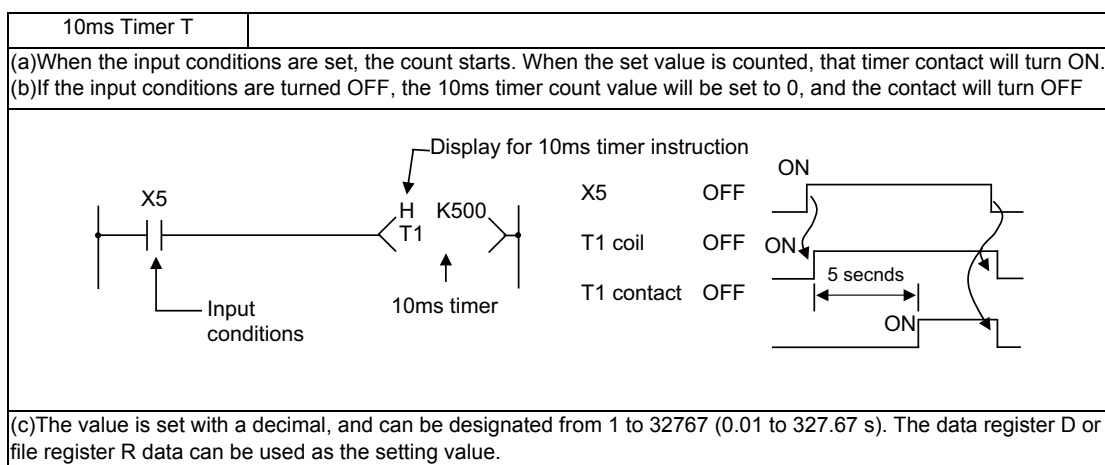 10ms Timer T
(a)When the input conditions are set, the count starts. When the set value is counted, that timer contact will turn ON.
(b)If the input conditions are turned OFF, the 10ms timer count value will be set to 0, and the contact will turn OFF
Display for 10ms timer instruction
X5
H K500
T1
Input
conditions
10ms timer
ON
X5 OFF
T1 coil OFF ON
5 secnds
T1 contact OFF
ON
(c)The value is set with a decimal, and can be designated from 1 to 32767 (0.01 to 327.67 s). The data register D or
file register R data can be used as the setting value.